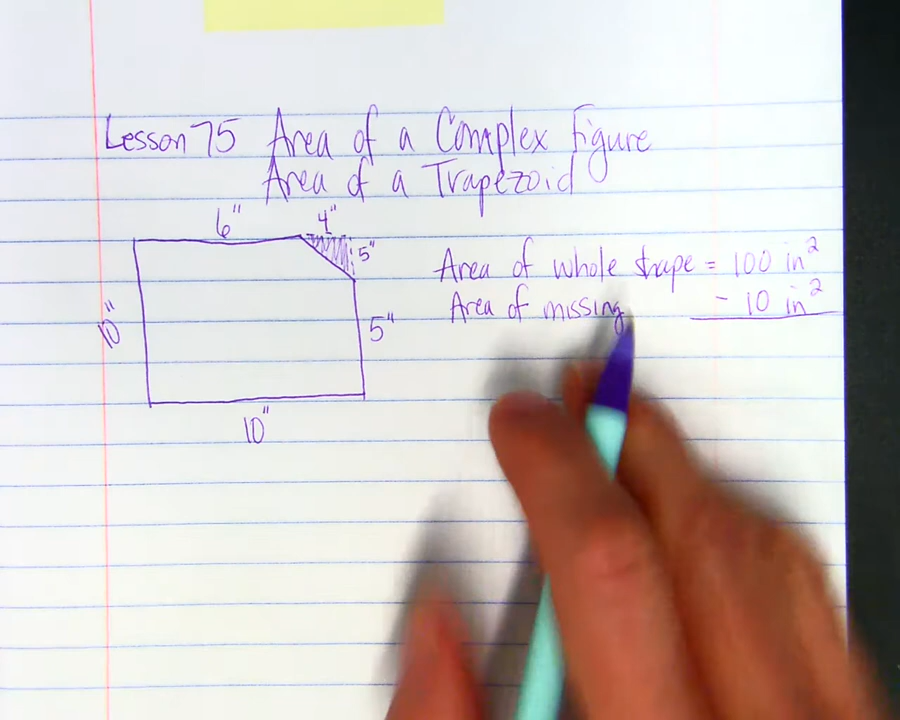 Lesson 75 Area of a Complex Figure
Area of a Trapezoid
6" 4"
5"
10"
5"
10"
Area of whole shape = 100 in²
Area of missing - 10 in²